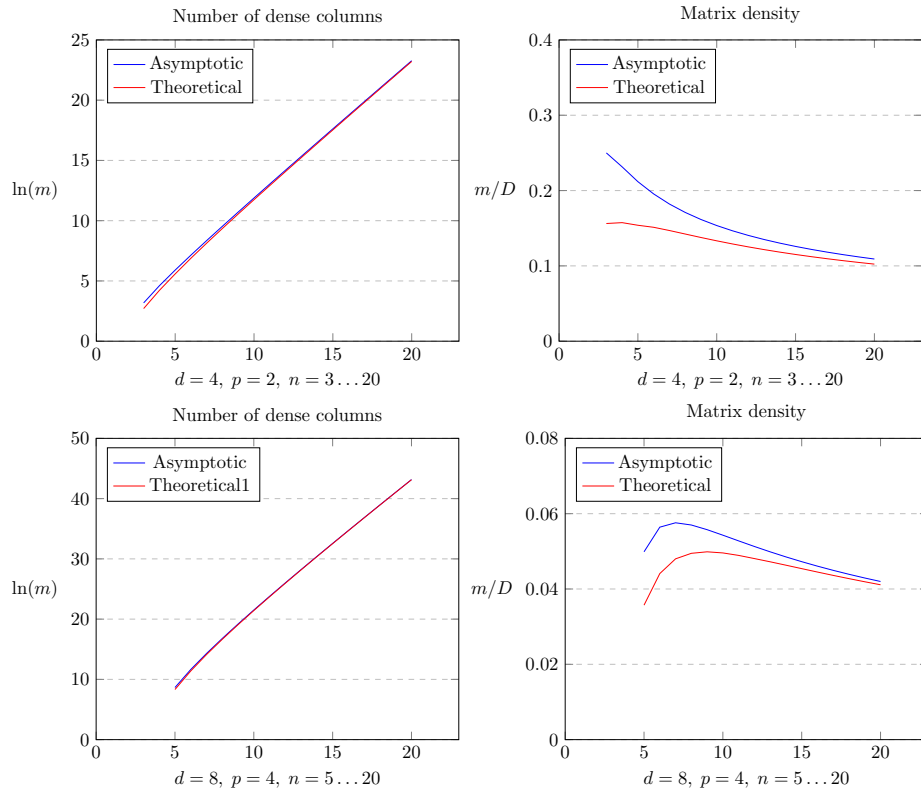 Number of dense columns
25
20
15
10
5
0
ln(m)
Asymptotic
Theoretical
0
5
10
15
20
d = 4, p = 2, n = 3 . . . 20
Matrix density
0.4
0.3
0.2
0.1
0
m/D
Asymptotic
Theoretical
0
5
10
15
20
d = 4, p = 2, n = 3 . . . 20
Number of dense columns
50
40
30
20
10
0
ln(m)
Asymptotic
Theoretical1
0
5
10
15
20
d = 8, p = 4, n = 5 . . . 20
Matrix density
0.08
0.06
0.04
0.02
0
m/D
Asymptotic
Theoretical
0
5
10
15
20
d = 8, p = 4, n = 5 . . . 20